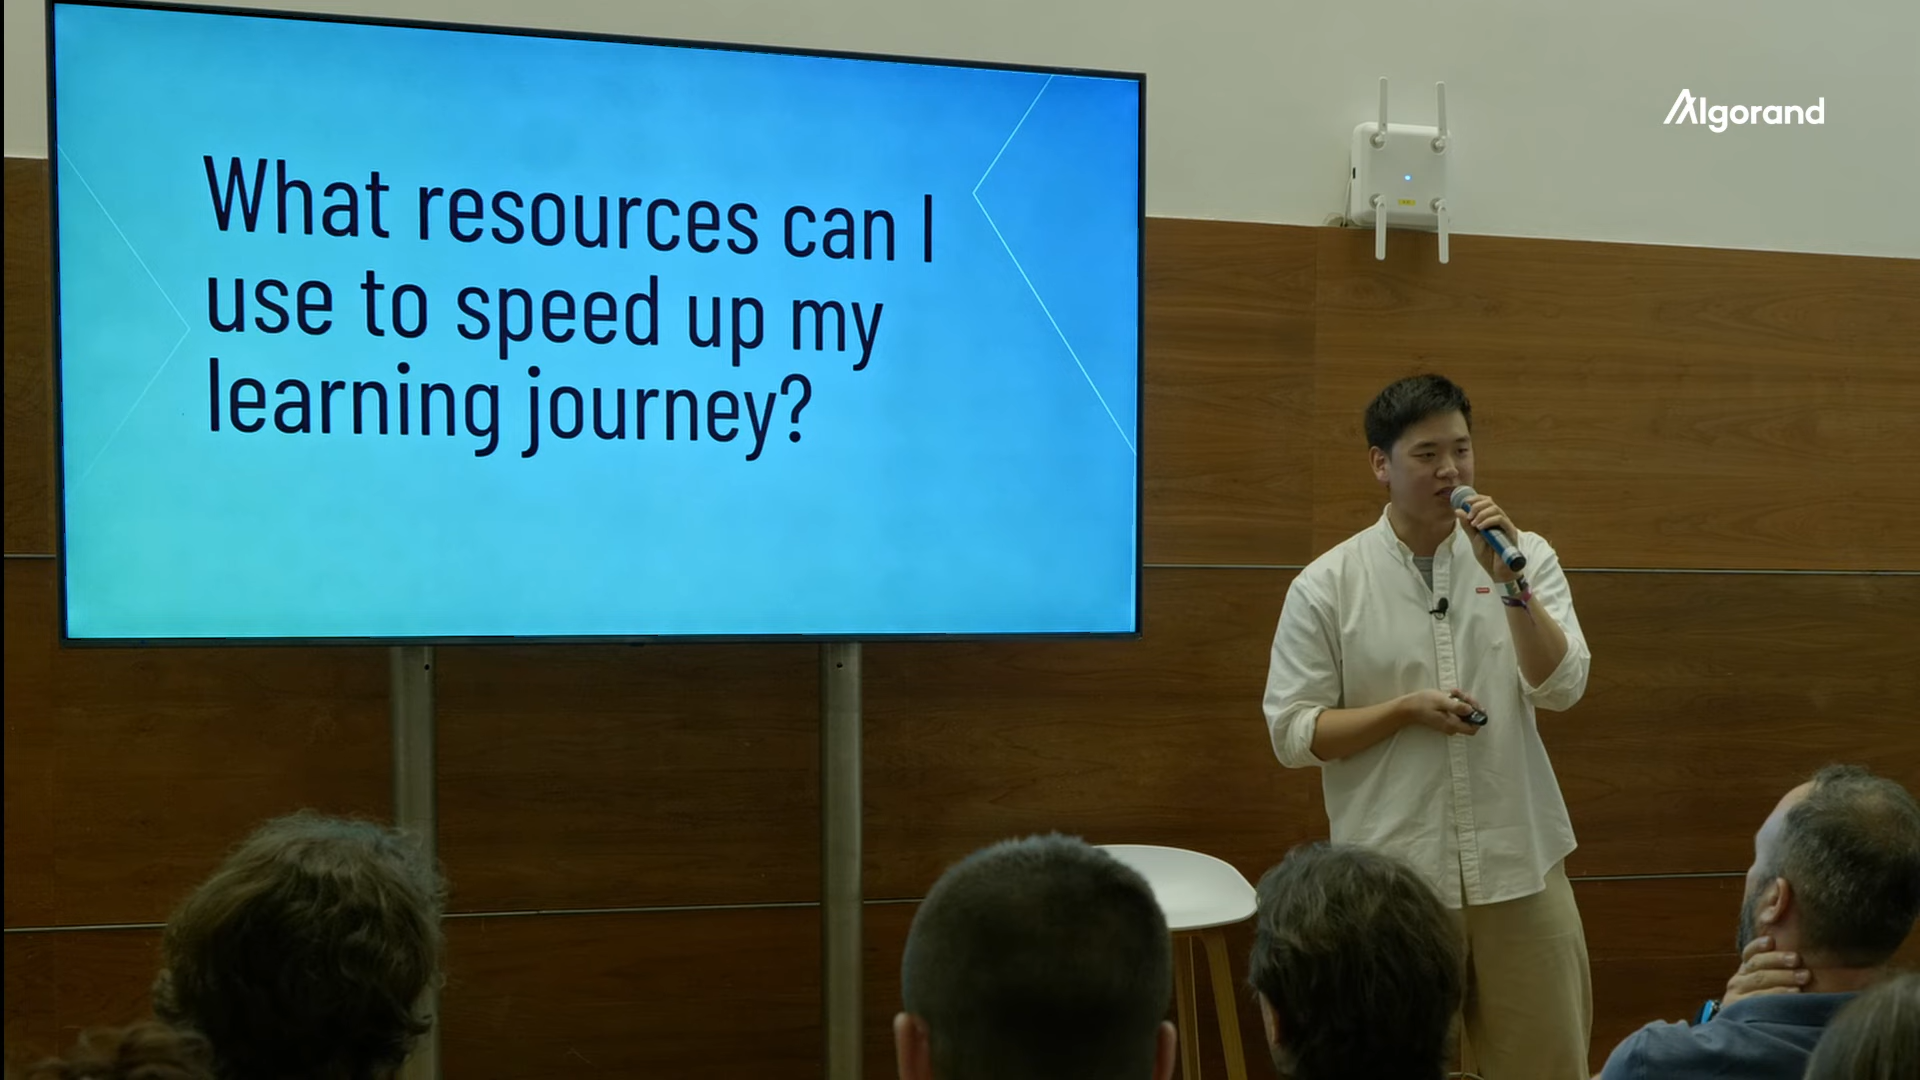 What resources can I
use to speed up my
learning journey?
Algorand